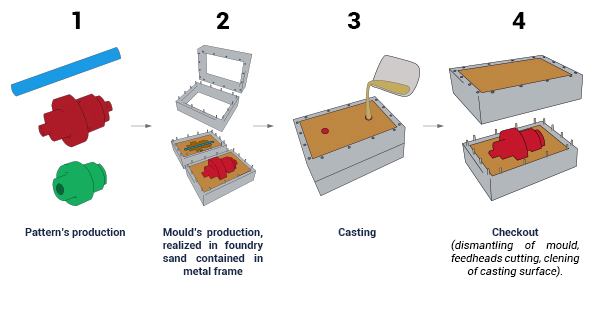 1
2
3
4
Pattern's production
Mould's production,
realized in foundry
sand contained in
metal frame
Casting
Checkout
(dismantling of mould,
feedheads cutting, clening
of casting surface).